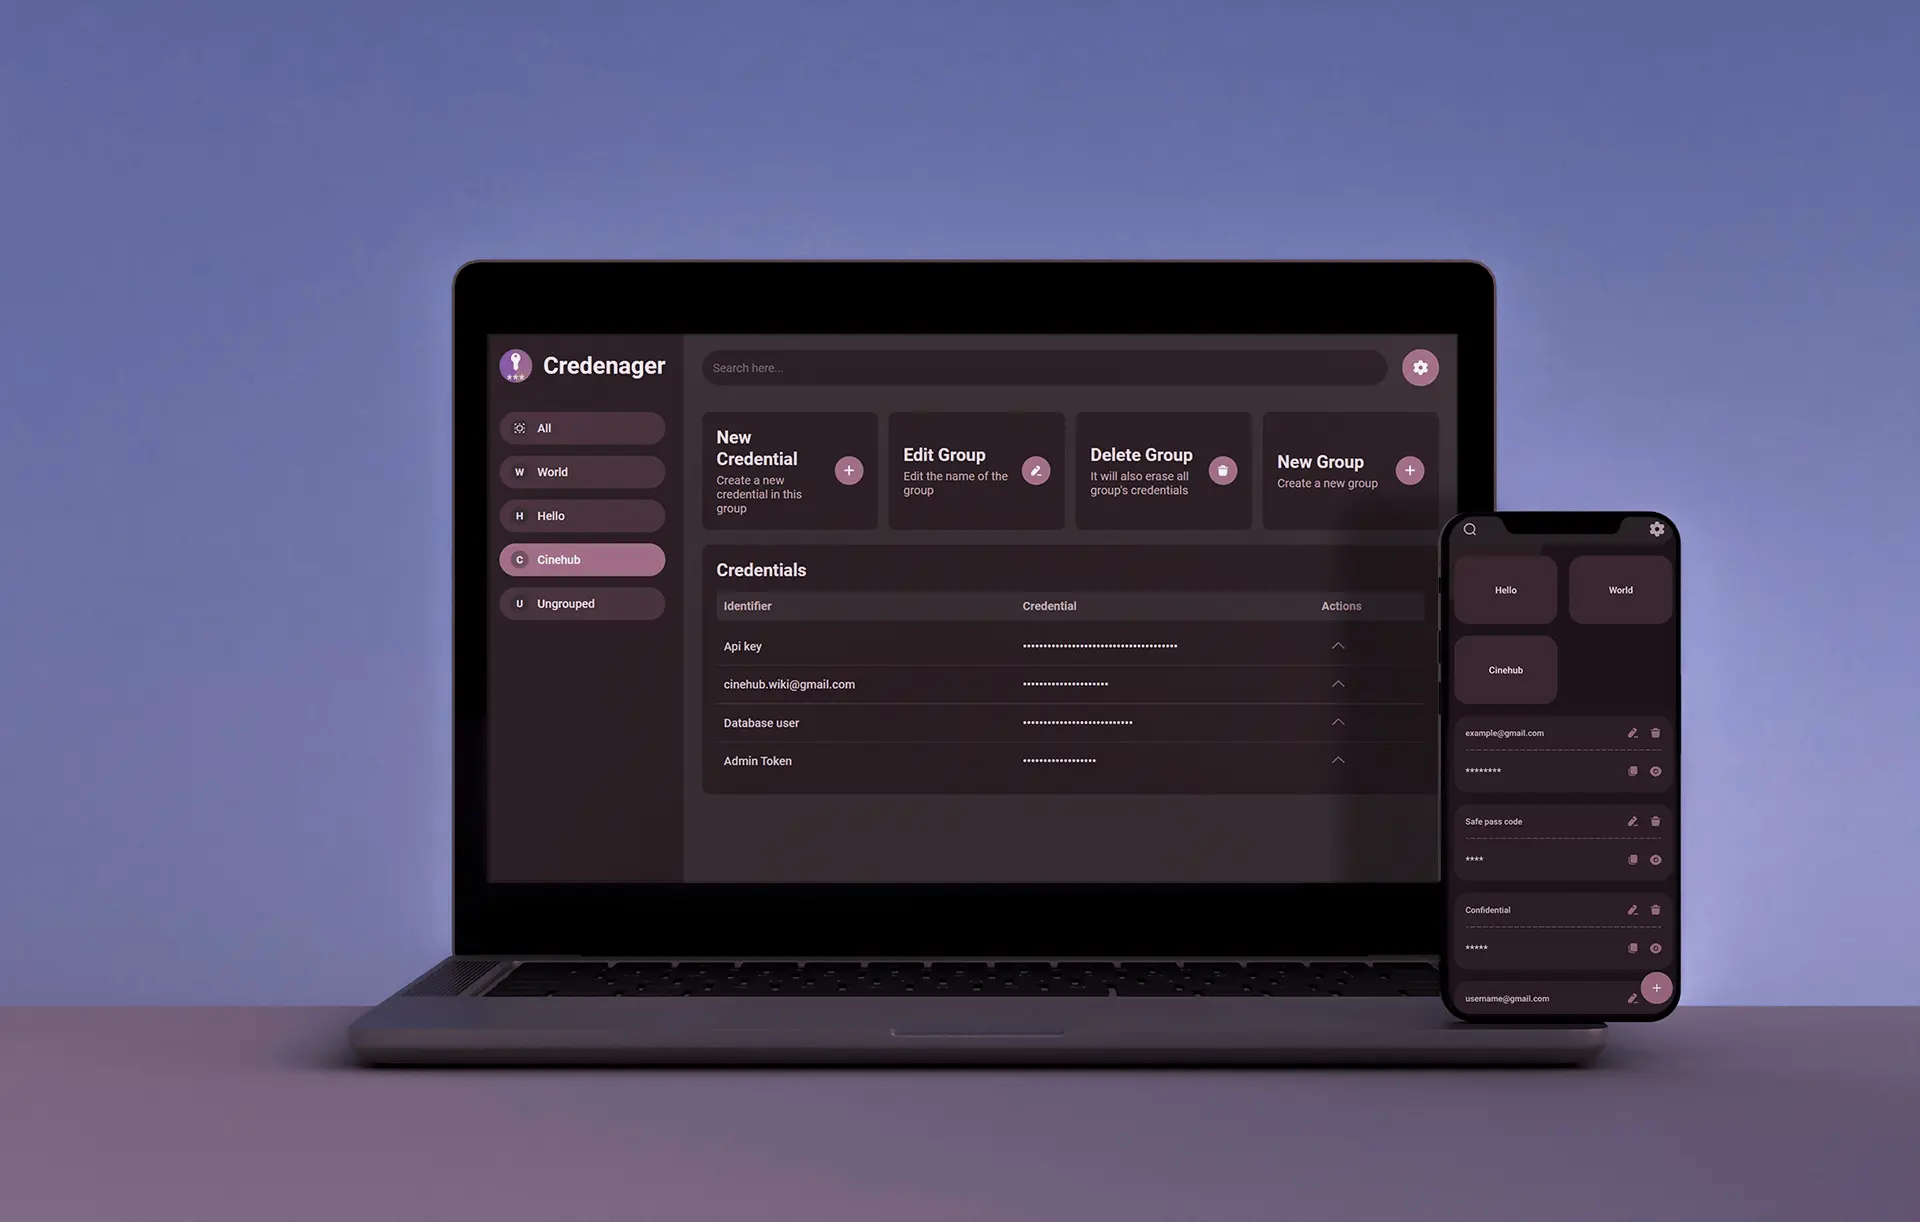 Credenager
Search here...
All
W World
H Hello
C Cinehub
U Ungrouped
New
Credential
Create a new
credential in this
group
Edit Group
Edit the name of the
group
Delete Group
It will also erase all
group's credentials
New Group
Create a new group
Credentials
Identifier Credential Actions
Api key ••••••••••••••••••••••••••••••••••••••
cinehub.wiki@gmail.com •••••••••••••••••••••
Database user •••••••••••••••••••••••••••
Admin Token ••••••••••••••••••
Hello World
Cinehub
example@gmail.com
********
Safe pass code
****
Confidential
*****
username@gmail.com